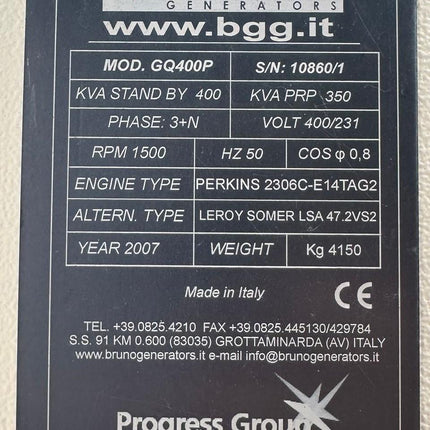 GENERATORS
www.bgg.it
MOD. GQ400P S/N: 10860/1
KVA STAND BY 400 KVA PRP 350
PHASE: 3+N VOLT 400/231
RPM 1500 HZ 50 COS φ 0,8
ENGINE TYPE PERKINS 2306C-E14TAG2
ALTERN. TYPE LEROY SOMER LSA 47.2VS2
YEAR 2007 WEIGHT Kg 4150
Made in Italy CE
TEL. +39.0825.4210 FAX +39.0825.445130/429784
S.S. 91 KM 0.600 (83035) GROTTAMINARDA (AV) ITALY
www.brunogenerators.it e-mail info@brunogenerators.it
Progress Group